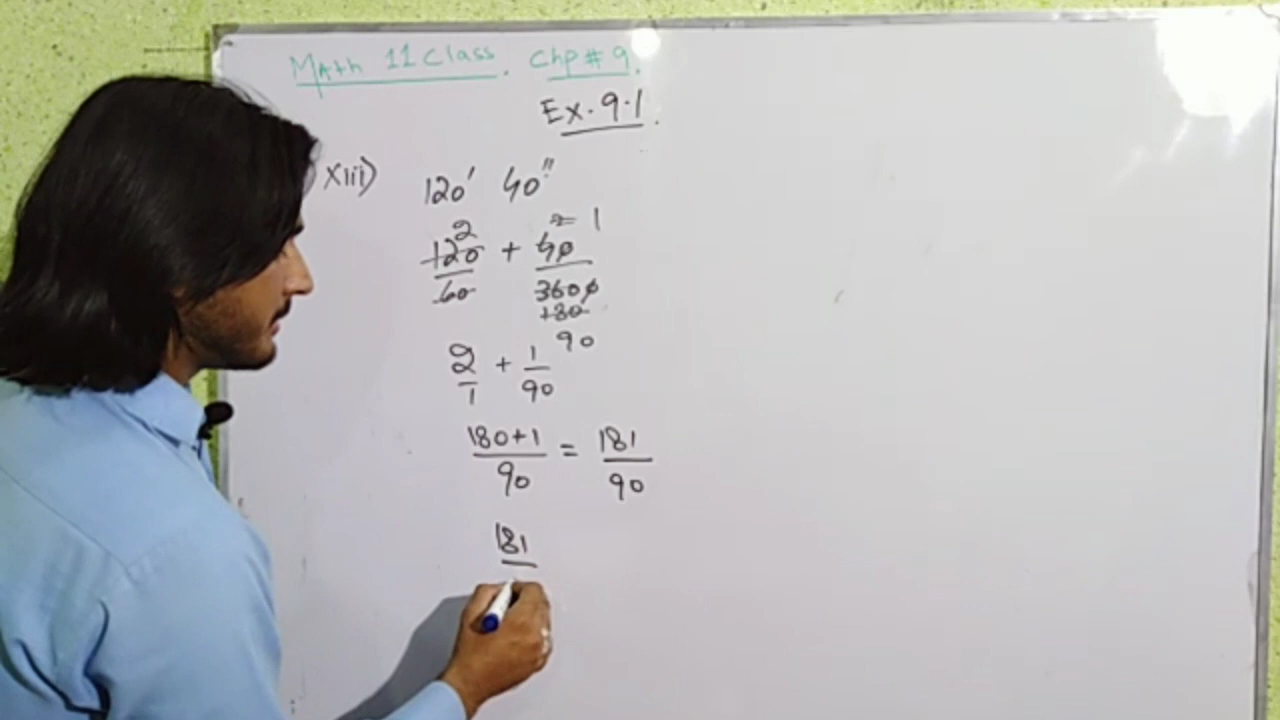 Math 11 Class. Chp # 9.
Ex. 9.1.
xiii) 120' 40"
2 1
120/60 + 40/3600
180
90
2/1 + 1/90
180+1/90 = 181/90
181